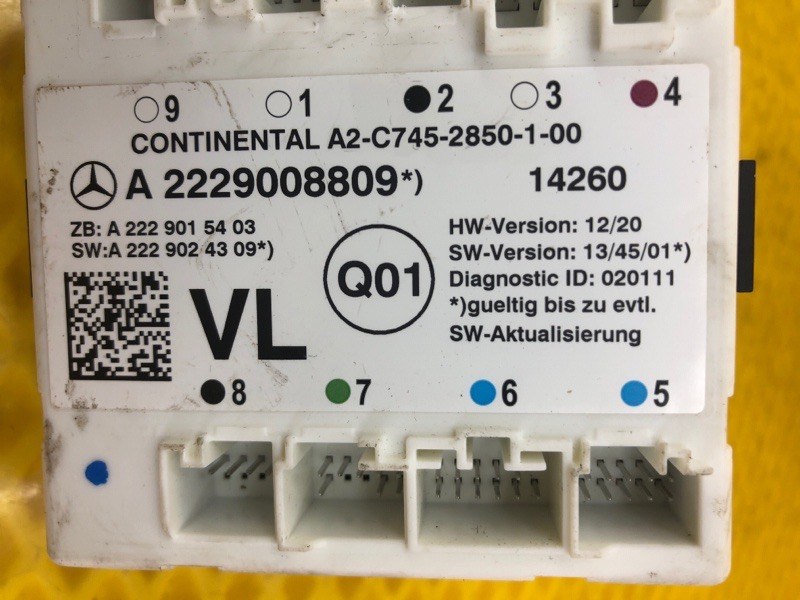 9 1 2 3 4
CONTINENTAL A2-C745-2850-1-00
A 2229008809*) 14260
ZB: A 222 901 54 03
SW:A 222 902 43 09*)
HW-Version: 12/20
SW-Version: 13/45/01*)
Diagnostic ID: 020111
*)gueltig bis zu evtl.
SW-Aktualisierung
Q01
VL
8 7 6 5